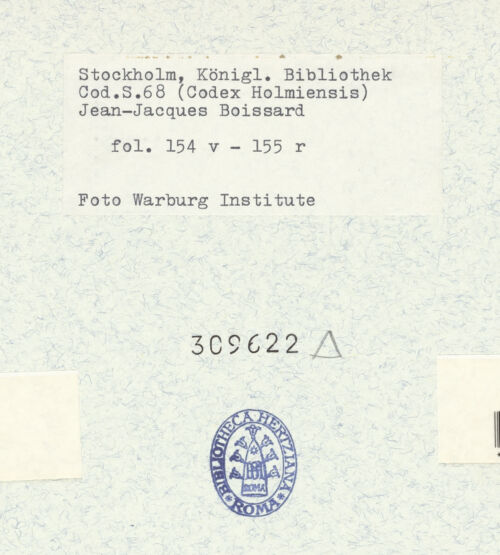 Stockholm, Königl. Bibliothek
Cod.S.68 (Codex Holmiensis)
Jean-Jacques Boissard
fol. 154 v - 155 r
Foto Warburg Institute
309622 △
BIBLIOTHECA HERTZIANA
ROMA
ROMA